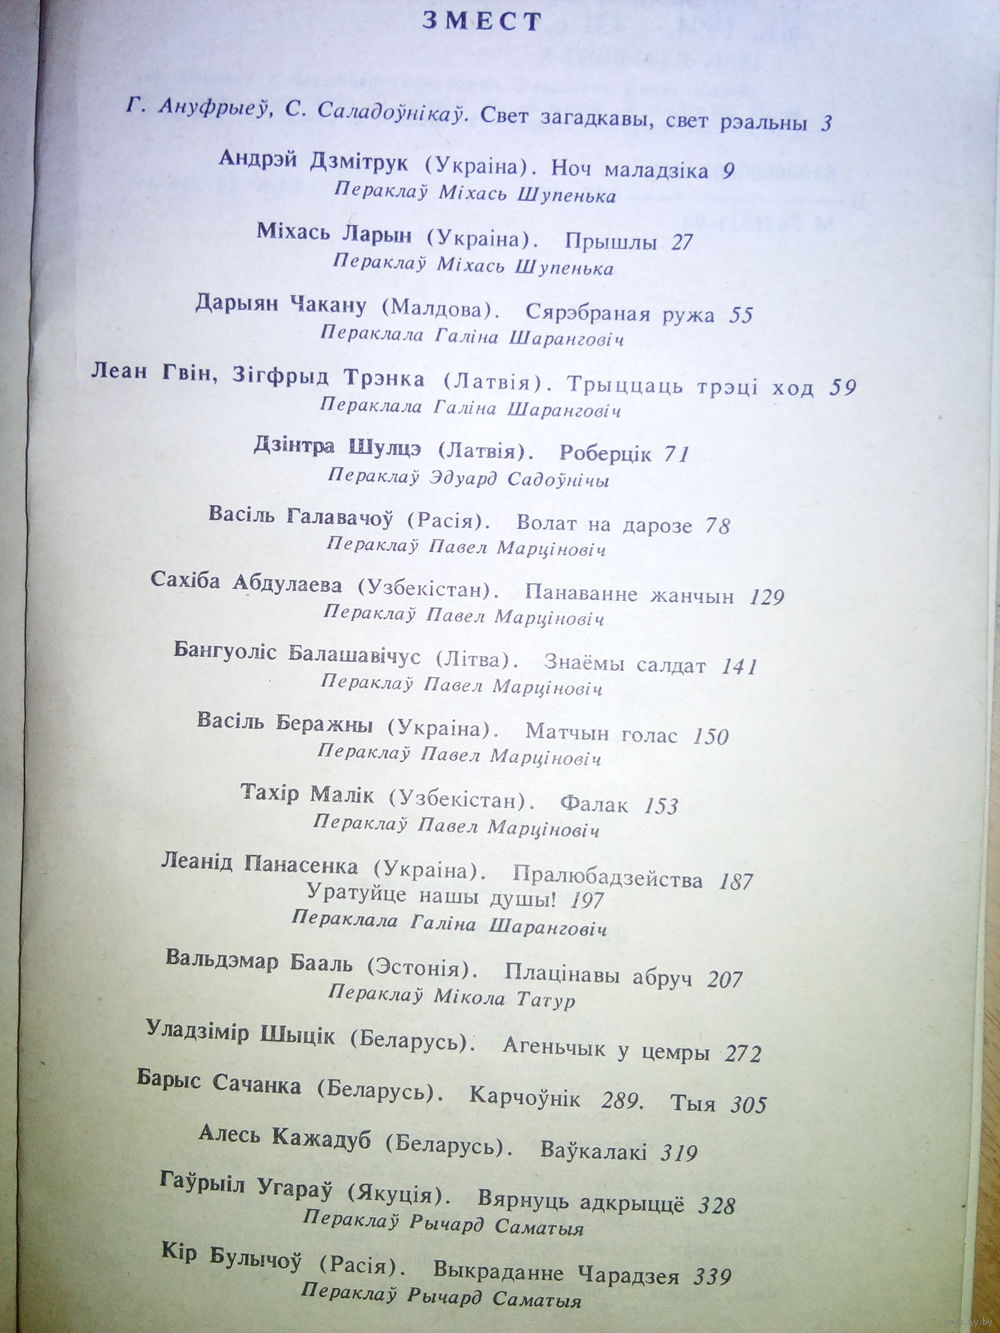 ЗМЕСТ
Г. Ануфрыеў, С. Саладоўнікаў. Свет загадкавы, свет рэальны 3
Андрэй Дзмітрук (Украіна). Ноч маладзіка 9
Пераклаў Міхась Шупенька
Міхась Ларын (Украіна). Прышлы 27
Пераклаў Міхась Шупенька
Дарыян Чакану (Малдова). Сярэбраная ружа 55
Пераклала Галіна Шаранговіч
Леан Гвін, Зігфрыд Трэнка (Латвія). Трыццаць трэці ход 59
Пераклала Галіна Шаранговіч
Дзінтра Шулцэ (Латвія). Роберцік 71
Пераклаў Эдуард Садоўнічы
Васіль Галавачоў (Расія). Волат на дарозе 78
Пераклаў Павел Марціновіч
Сахіба Абдулаева (Узбекістан). Панаванне жанчын 129
Пераклаў Павел Марціновіч
Бангуоліс Балашавічус (Літва). Знаёмы салдат 141
Пераклаў Павел Марціновіч
Васіль Беражны (Украіна). Матчын голас 150
Пераклаў Павел Марціновіч
Тахір Малік (Узбекістан). Фалак 153
Пераклаў Павел Марціновіч
Леанід Панасенка (Украіна). Пралюбадзейства 187
Уратуйце нашы душы! 197
Пераклала Галіна Шаранговіч
Вальдэмар Бааль (Эстонія). Плацінавы абруч 207
Пераклаў Мікола Татур
Уладзімір Шыцік (Беларусь). Агеньчык у цемры 272
Барыс Сачанка (Беларусь). Карчоўнік 289. Тыя 305
Алесь Кажадуб (Беларусь). Ваўкалакі 319
Гаўрыіл Угараў (Якуція). Вярнуць адкрыццё 328
Пераклаў Рычард Саматыя
Кір Булычоў (Расія). Выкраданне Чарадзея 339
Пераклаў Рычард Саматыя